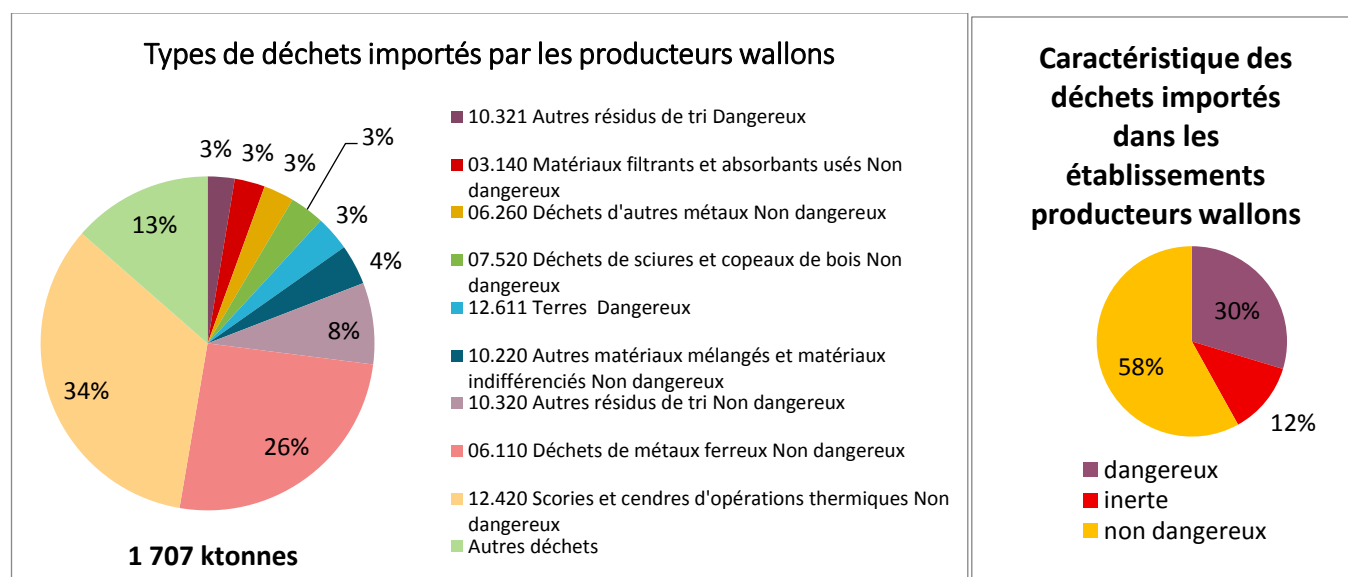 Types de déchets importés par les producteurs wallons
3%
3%
3%
3%
3%
4%
8%
26%
34%
13%
10.321 Autres résidus de tri Dangereux
03.140 Matériaux filtrants et absorbants usés Non
dangereux
06.260 Déchets d'autres métaux Non dangereux
07.520 Déchets de sciures et copeaux de bois Non
dangereux
12.611 Terres  Dangereux
10.220 Autres matériaux mélangés et matériaux
indifférenciés Non dangereux
10.320 Autres résidus de tri Non dangereux
06.110 Déchets de métaux ferreux Non dangereux
12.420 Scories et cendres d'opérations thermiques Non
dangereux
Autres déchets
1 707 ktonnes
Caractéristique des
déchets importés
dans les
établissements
producteurs wallons
30%
58%
12%
dangereux
inerte
non dangereux